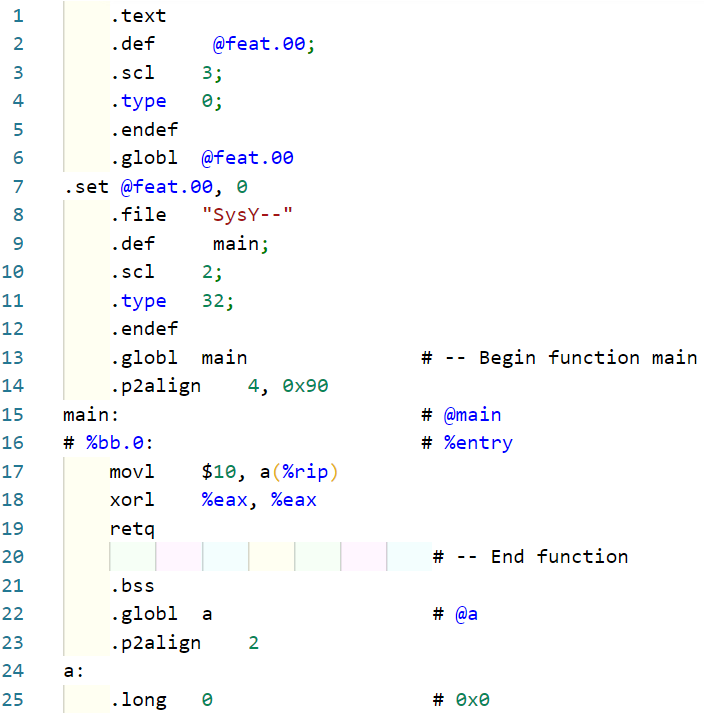 1 .text
2 .def @feat.00;
3 .scl 3;
4 .type 0;
5 .endef
6 .globl @feat.00
7 .set @feat.00, 0
8 .file "SysY--"
9 .def main;
10 .scl 2;
11 .type 32;
12 .endef
13 .globl main # -- Begin function main
14 .p2align 4, 0x90
15 main: # @main
16 # %bb.0: # %entry
17 movl $10, a(%rip)
18 xorl %eax, %eax
19 retq
20 # -- End function
21 .bss
22 .globl a # @a
23 .p2align 2
24 a:
25 .long 0 # 0x0